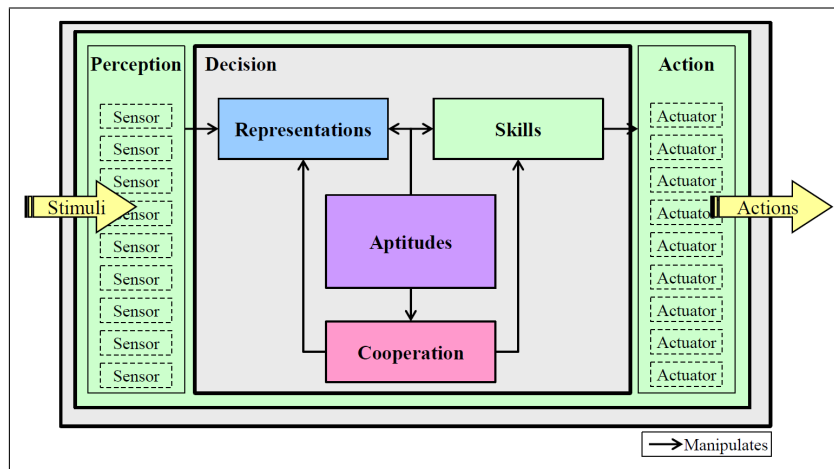 Perception
Decision
Action
Sensor
Sensor
Sensor
Sensor
Sensor
Sensor
Sensor
Sensor
Sensor
Stimuli
Representations
Skills
Aptitudes
Cooperation
Actuator
Actuator
Actuator
Actuator
Actuator
Actuator
Actuator
Actuator
Actuator
Actions
Manipulates